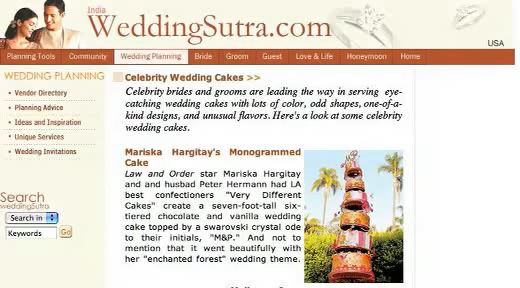 India
WeddingSutra.com
USA
Planning Tools Community Wedding Planning Bride Groom Guest Love & Life Honeymoon Home
WEDDING PLANNING
Vendor Directory
Planning Advice
Ideas and Inspiration
Unique Services
Wedding Invitations
Search
weddingSutra
Search in
Keywords Go
Celebrity Wedding Cakes >>
Celebrity brides and grooms are leading the way in serving eye-
catching wedding cakes with lots of color, odd shapes, one-of-a-
kind designs, and unusual flavors. Here's a look at some celebrity
wedding cakes.
Mariska Hargitay's Monogrammed
Cake
Law and Order star Mariska Hargitay
and and husbad Peter Hermann had LA
best confectioners "Very Different
Cakes" create a seven-foot-tall six-
tiered chocolate and vanilla wedding
cake topped by a swarovski crystal ode
to their initials, "M&P." And not to
mention that it went beautifully with
her "enchanted forest" wedding theme.